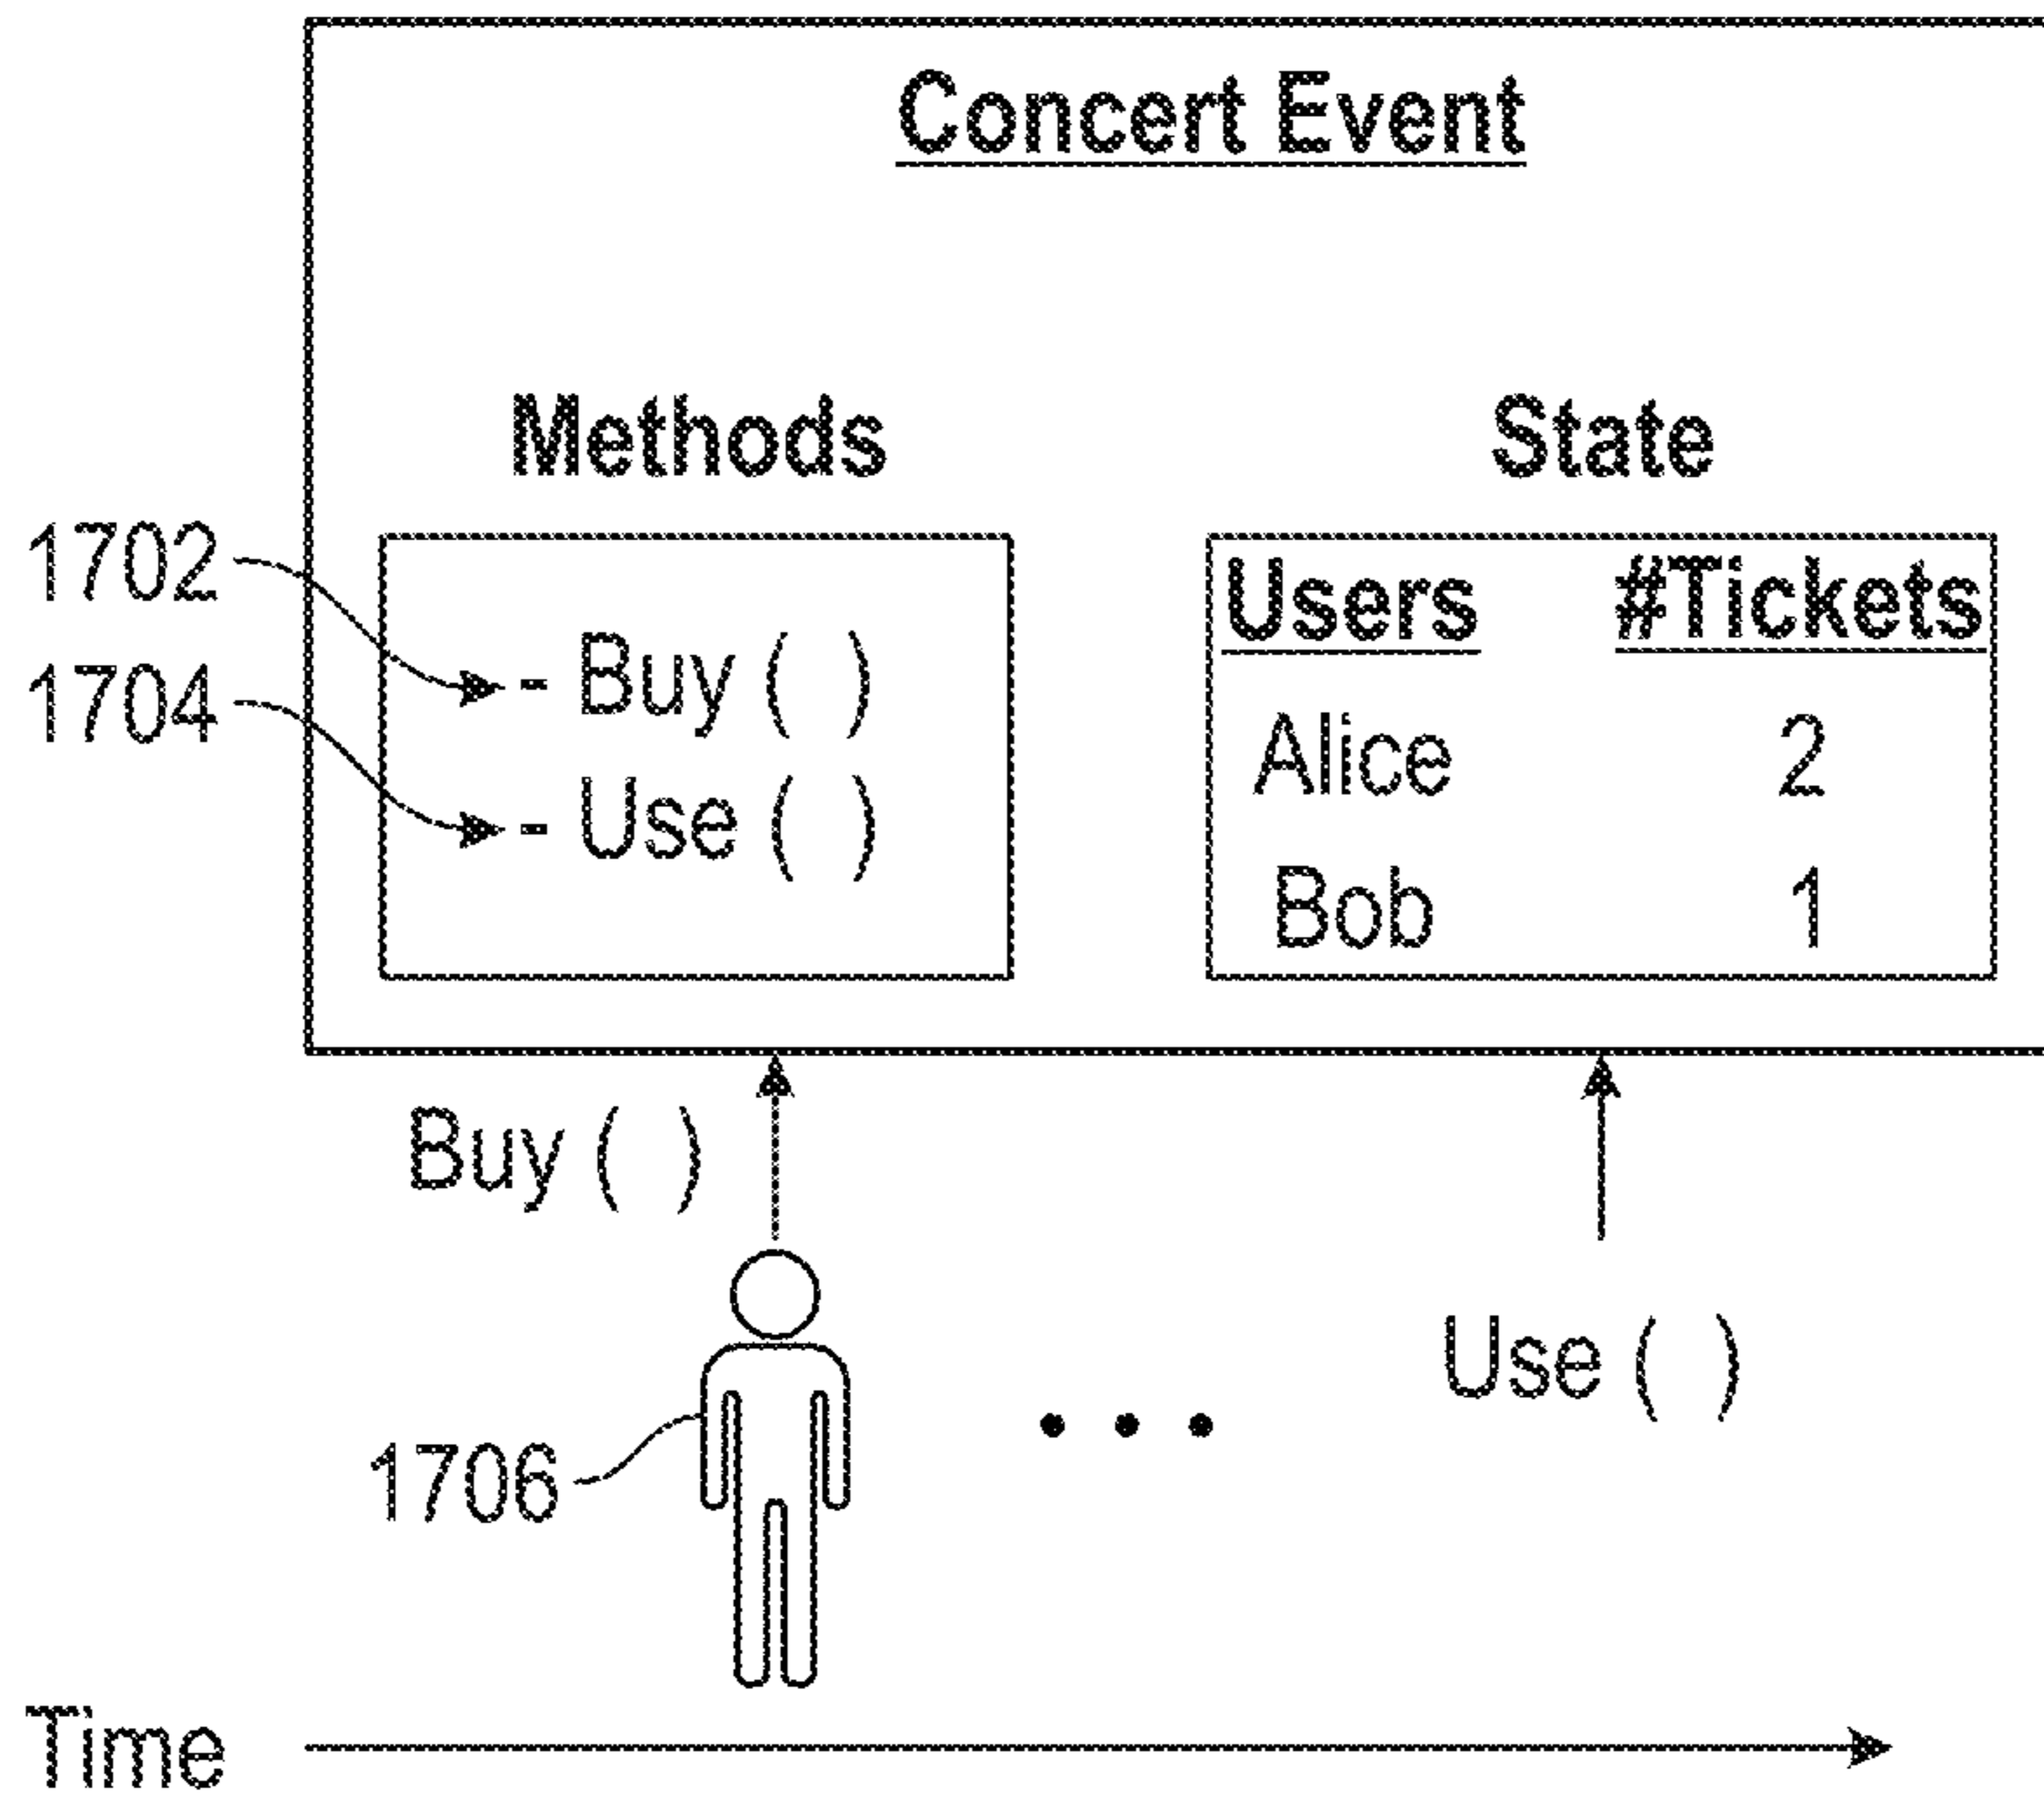 Concert Event
Methods
State
1702
1704
- Buy ( )
- Use ( )
Users #Tickets
Alice 2
Bob 1
Buy ( )
Use ( )
1706
Time